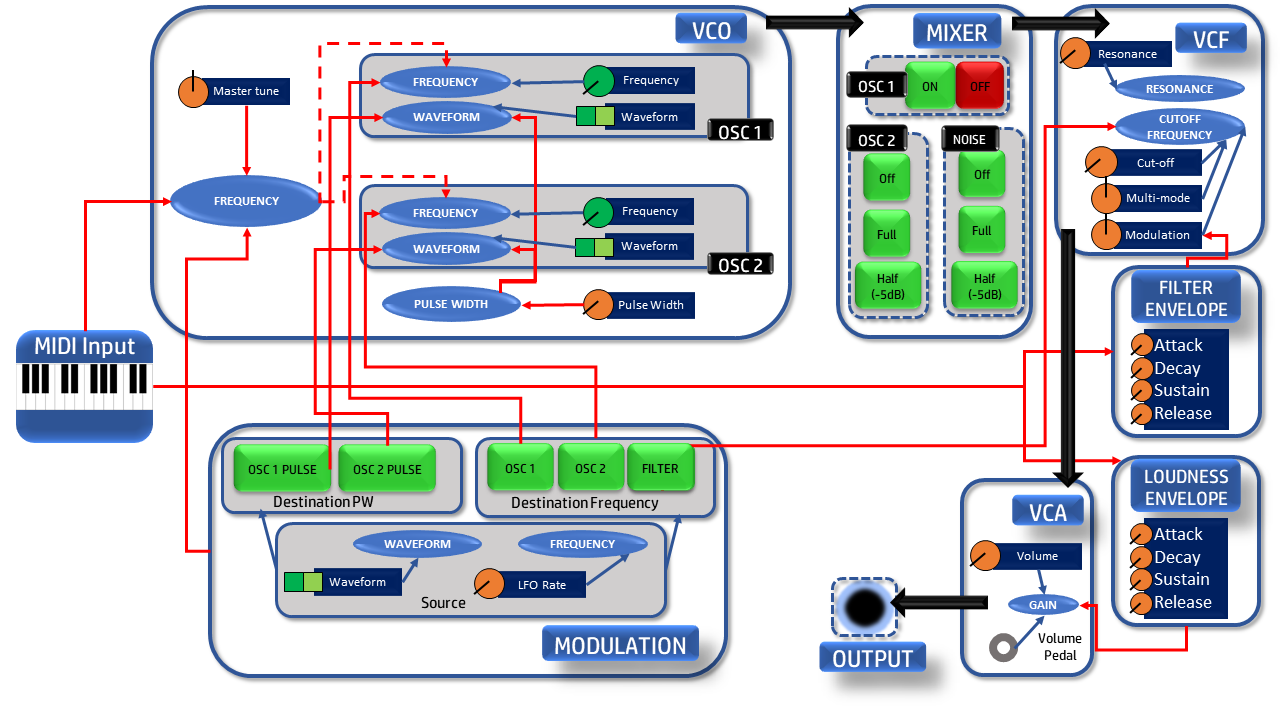 VCO
Master tune
FREQUENCY
FREQUENCY
Frequency
WAVEFORM
Waveform
OSC 1
FREQUENCY
Frequency
WAVEFORM
Waveform
OSC 2
PULSE WIDTH
Pulse Width
MIXER
OSC 1
ON
OFF
OSC 2
Off
Full
Half
(-5dB)
NOISE
Off
Full
Half
(-5dB)
VCF
Resonance
RESONANCE
CUTOFF
FREQUENCY
Cut-off
Multi-mode
Modulation
FILTER
ENVELOPE
Attack
Decay
Sustain
Release
MIDI Input
OSC 1 PULSE
OSC 2 PULSE
Destination PW
OSC 1
OSC 2
FILTER
Destination Frequency
WAVEFORM
FREQUENCY
Waveform
LFO Rate
Source
MODULATION
LOUDNESS
ENVELOPE
Attack
Decay
Sustain
Release
VCA
Volume
GAIN
Volume
Pedal
OUTPUT